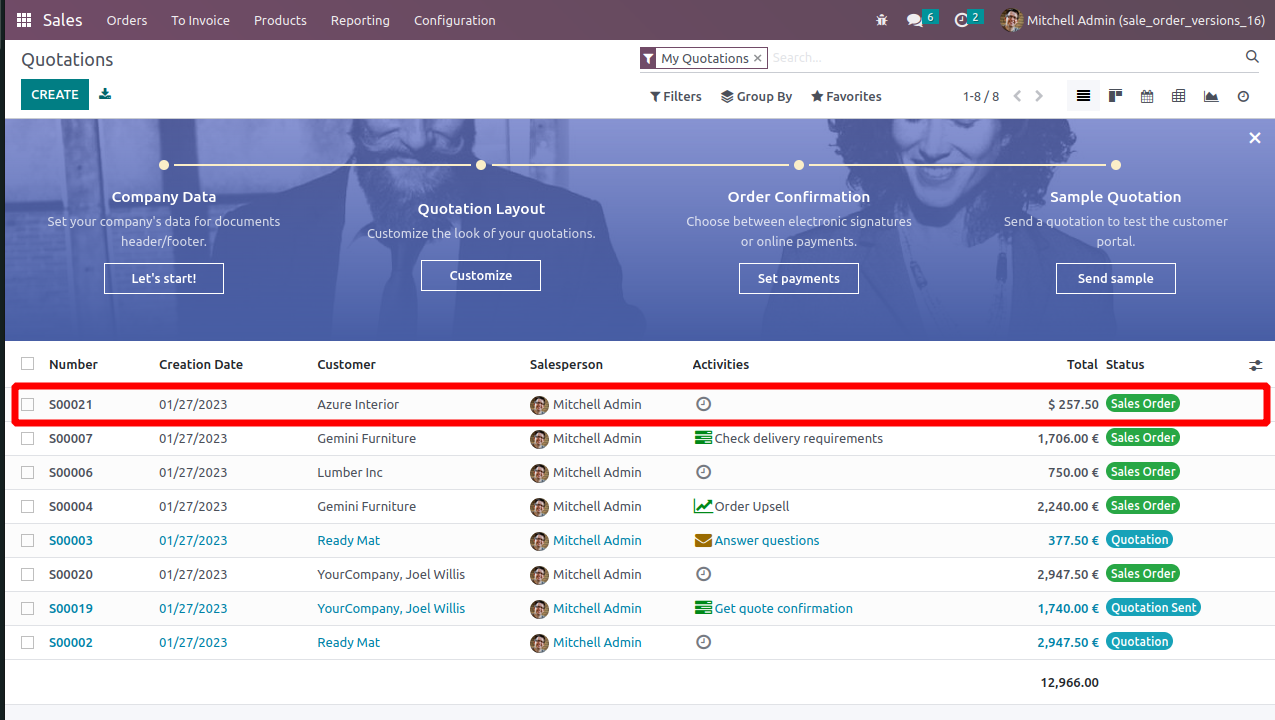 Sales Orders To Invoice Products Reporting Configuration 6 2 Mitchell Admin (sale_order_versions_16)
Quotations My Quotations × Search...
CREATE Filters Group By Favorites 1-8 / 8
Company Data
Set your company's data for documents
header/footer.
Let's start!
Quotation Layout
Customize the look of your quotations.
Customize
Order Confirmation
Choose between electronic signatures
or online payments.
Set payments
Sample Quotation
Send a quotation to test the customer
portal.
Send sample
Number Creation Date Customer Salesperson Activities Total Status
S00021 01/27/2023 Azure Interior Mitchell Admin $ 257.50 Sales Order
S00007 01/27/2023 Gemini Furniture Mitchell Admin Check delivery requirements 1,706.00 € Sales Order
S00006 01/27/2023 Lumber Inc Mitchell Admin 750.00 € Sales Order
S00004 01/27/2023 Gemini Furniture Mitchell Admin Order Upsell 2,240.00 € Sales Order
S00003 01/27/2023 Ready Mat Mitchell Admin Answer questions 377.50 € Quotation
S00020 01/27/2023 YourCompany, Joel Willis Mitchell Admin 2,947.50 € Sales Order
S00019 01/27/2023 YourCompany, Joel Willis Mitchell Admin Get quote confirmation 1,740.00 € Quotation Sent
S00002 01/27/2023 Ready Mat Mitchell Admin 2,947.50 € Quotation
12,966.00